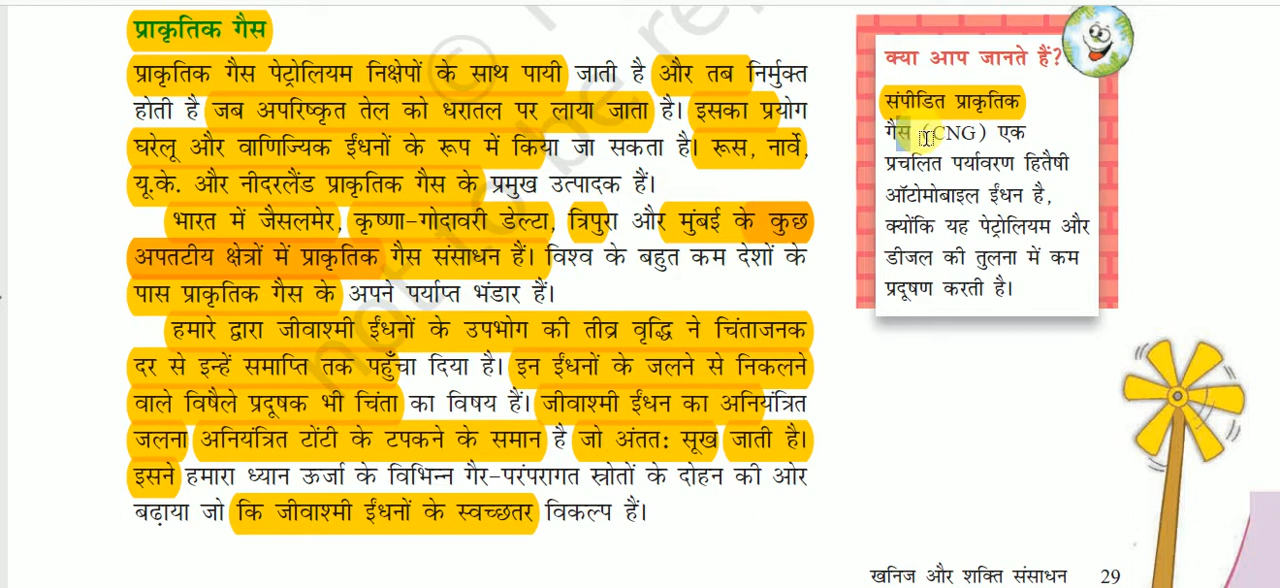 प्राकृतिक गैस
प्राकृतिक गैस पेट्रोलियम निक्षेपों के साथ पायी जाती है और तब निर्मुक्त
होती है जब अपरिष्कृत तेल को धरातल पर लाया जाता है। इसका प्रयोग
घरेलू और वाणिज्यिक ईंधनों के रूप में किया जा सकता है। रूस, नार्वे,
यू.के. और नीदरलैंड प्राकृतिक गैस के प्रमुख उत्पादक हैं।
भारत में जैसलमेर, कृष्णा-गोदावरी डेल्टा, त्रिपुरा और मुंबई के कुछ
अपतटीय क्षेत्रों में प्राकृतिक गैस संसाधन हैं। विश्व के बहुत कम देशों के
पास प्राकृतिक गैस के अपने पर्याप्त भंडार हैं।
हमारे द्वारा जीवाश्मी ईंधनों के उपभोग की तीव्र वृद्धि ने चिंताजनक
दर से इन्हें समाप्ति तक पहुँचा दिया है। इन ईंधनों के जलने से निकलने
वाले विषैले प्रदूषक भी चिंता का विषय हैं। जीवाश्मी ईंधन का अनियंत्रित
जलना अनियंत्रित टोंटी के टपकने के समान है जो अंततः सूख जाती है।
इसने हमारा ध्यान ऊर्जा के विभिन्न गैर-परंपरागत स्त्रोतों के दोहन की ओर
बढ़ाया जो कि जीवाश्मी ईंधनों के स्वच्छतर विकल्प हैं।
क्या आप जानते हैं?
संपीडित प्राकृतिक
गैस (CNG) एक
प्रचलित पर्यावरण हितैषी
ऑटोमोबाइल ईंधन है,
क्योंकि यह पेट्रोलियम और
डीजल की तुलना में कम
प्रदूषण करती है।
खनिज और शक्ति संसाधन 29